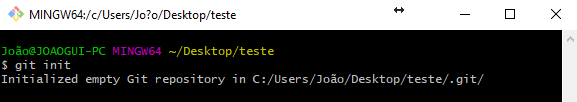 MINGW64:/c/Users/Jo?o/Desktop/teste
João@JOAOGUI-PC MINGW64 ~/Desktop/teste
$ git init
Initialized empty Git repository in C:/Users/João/Desktop/teste/.git/